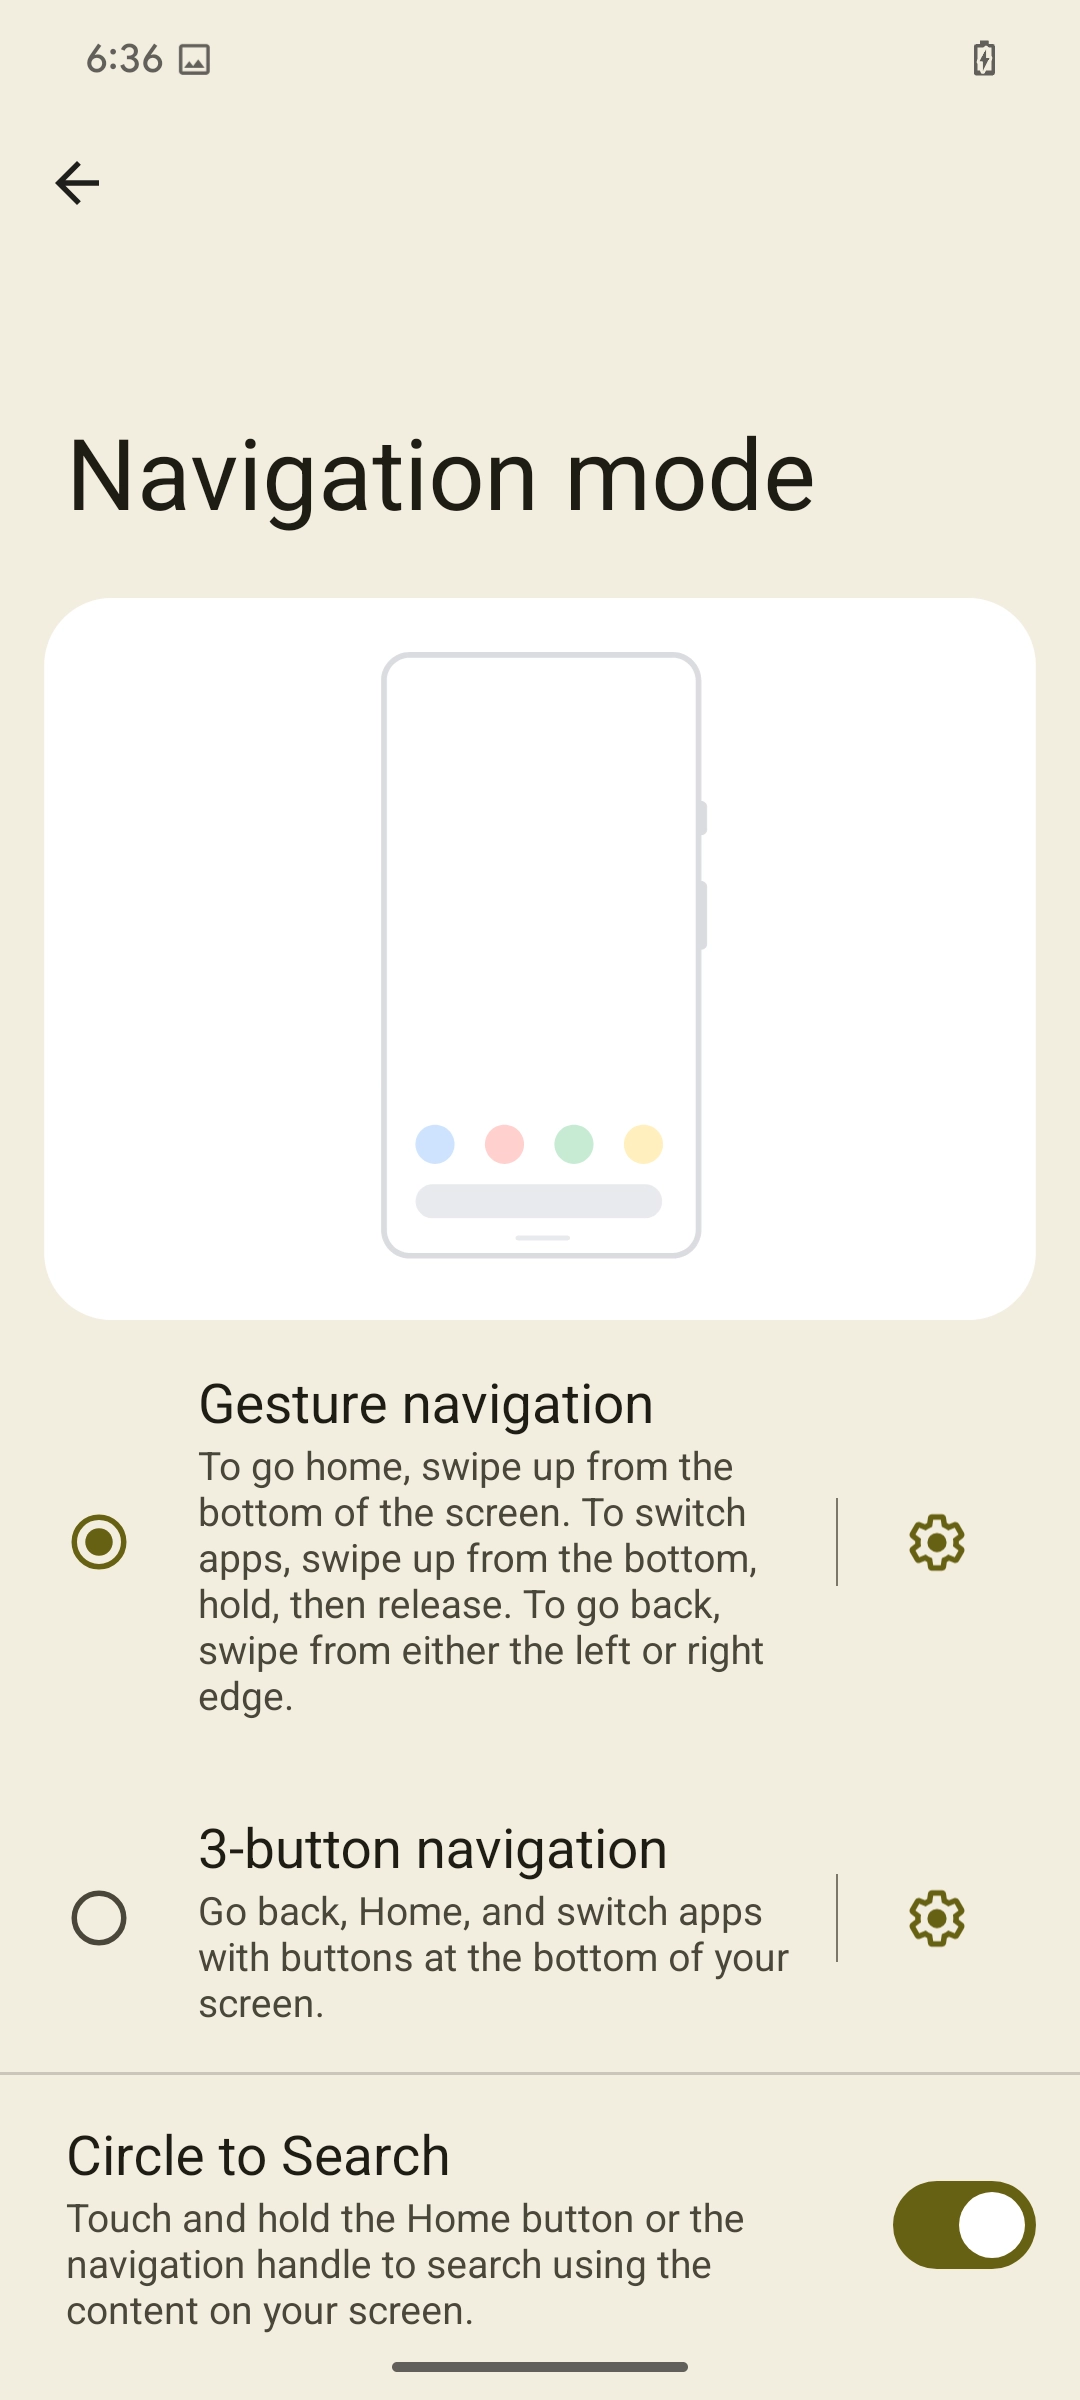 6:36
Navigation mode
Gesture navigation
To go home, swipe up from the
bottom of the screen. To switch
apps, swipe up from the bottom,
hold, then release. To go back,
swipe from either the left or right
edge.
3-button navigation
Go back, Home, and switch apps
with buttons at the bottom of your
screen.
Circle to Search
Touch and hold the Home button or the
navigation handle to search using the
content on your screen.